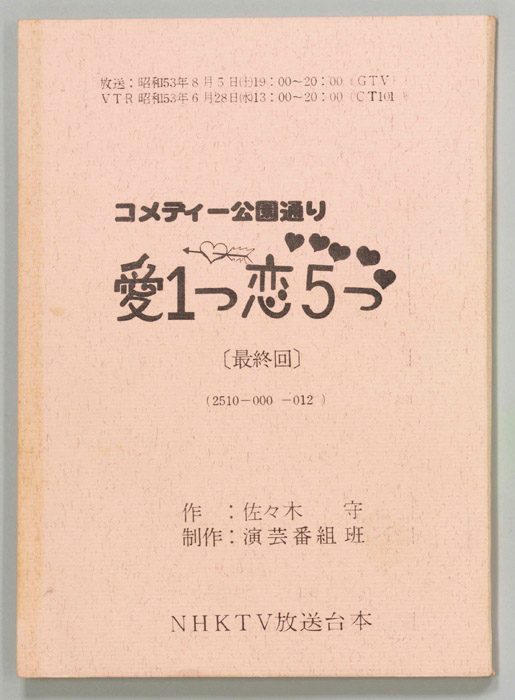 放送：昭和53年8月5日(土)19：00～20：00（GTV）
VTR 昭和53年6月28日(水)13：00～20：00（CT101）
コメディー公園通り
愛1つ恋5つ
〔最終回〕
（2510－000 －012 ）
作 ：佐々木 守
制作：演芸番組班
NHKTV放送台本